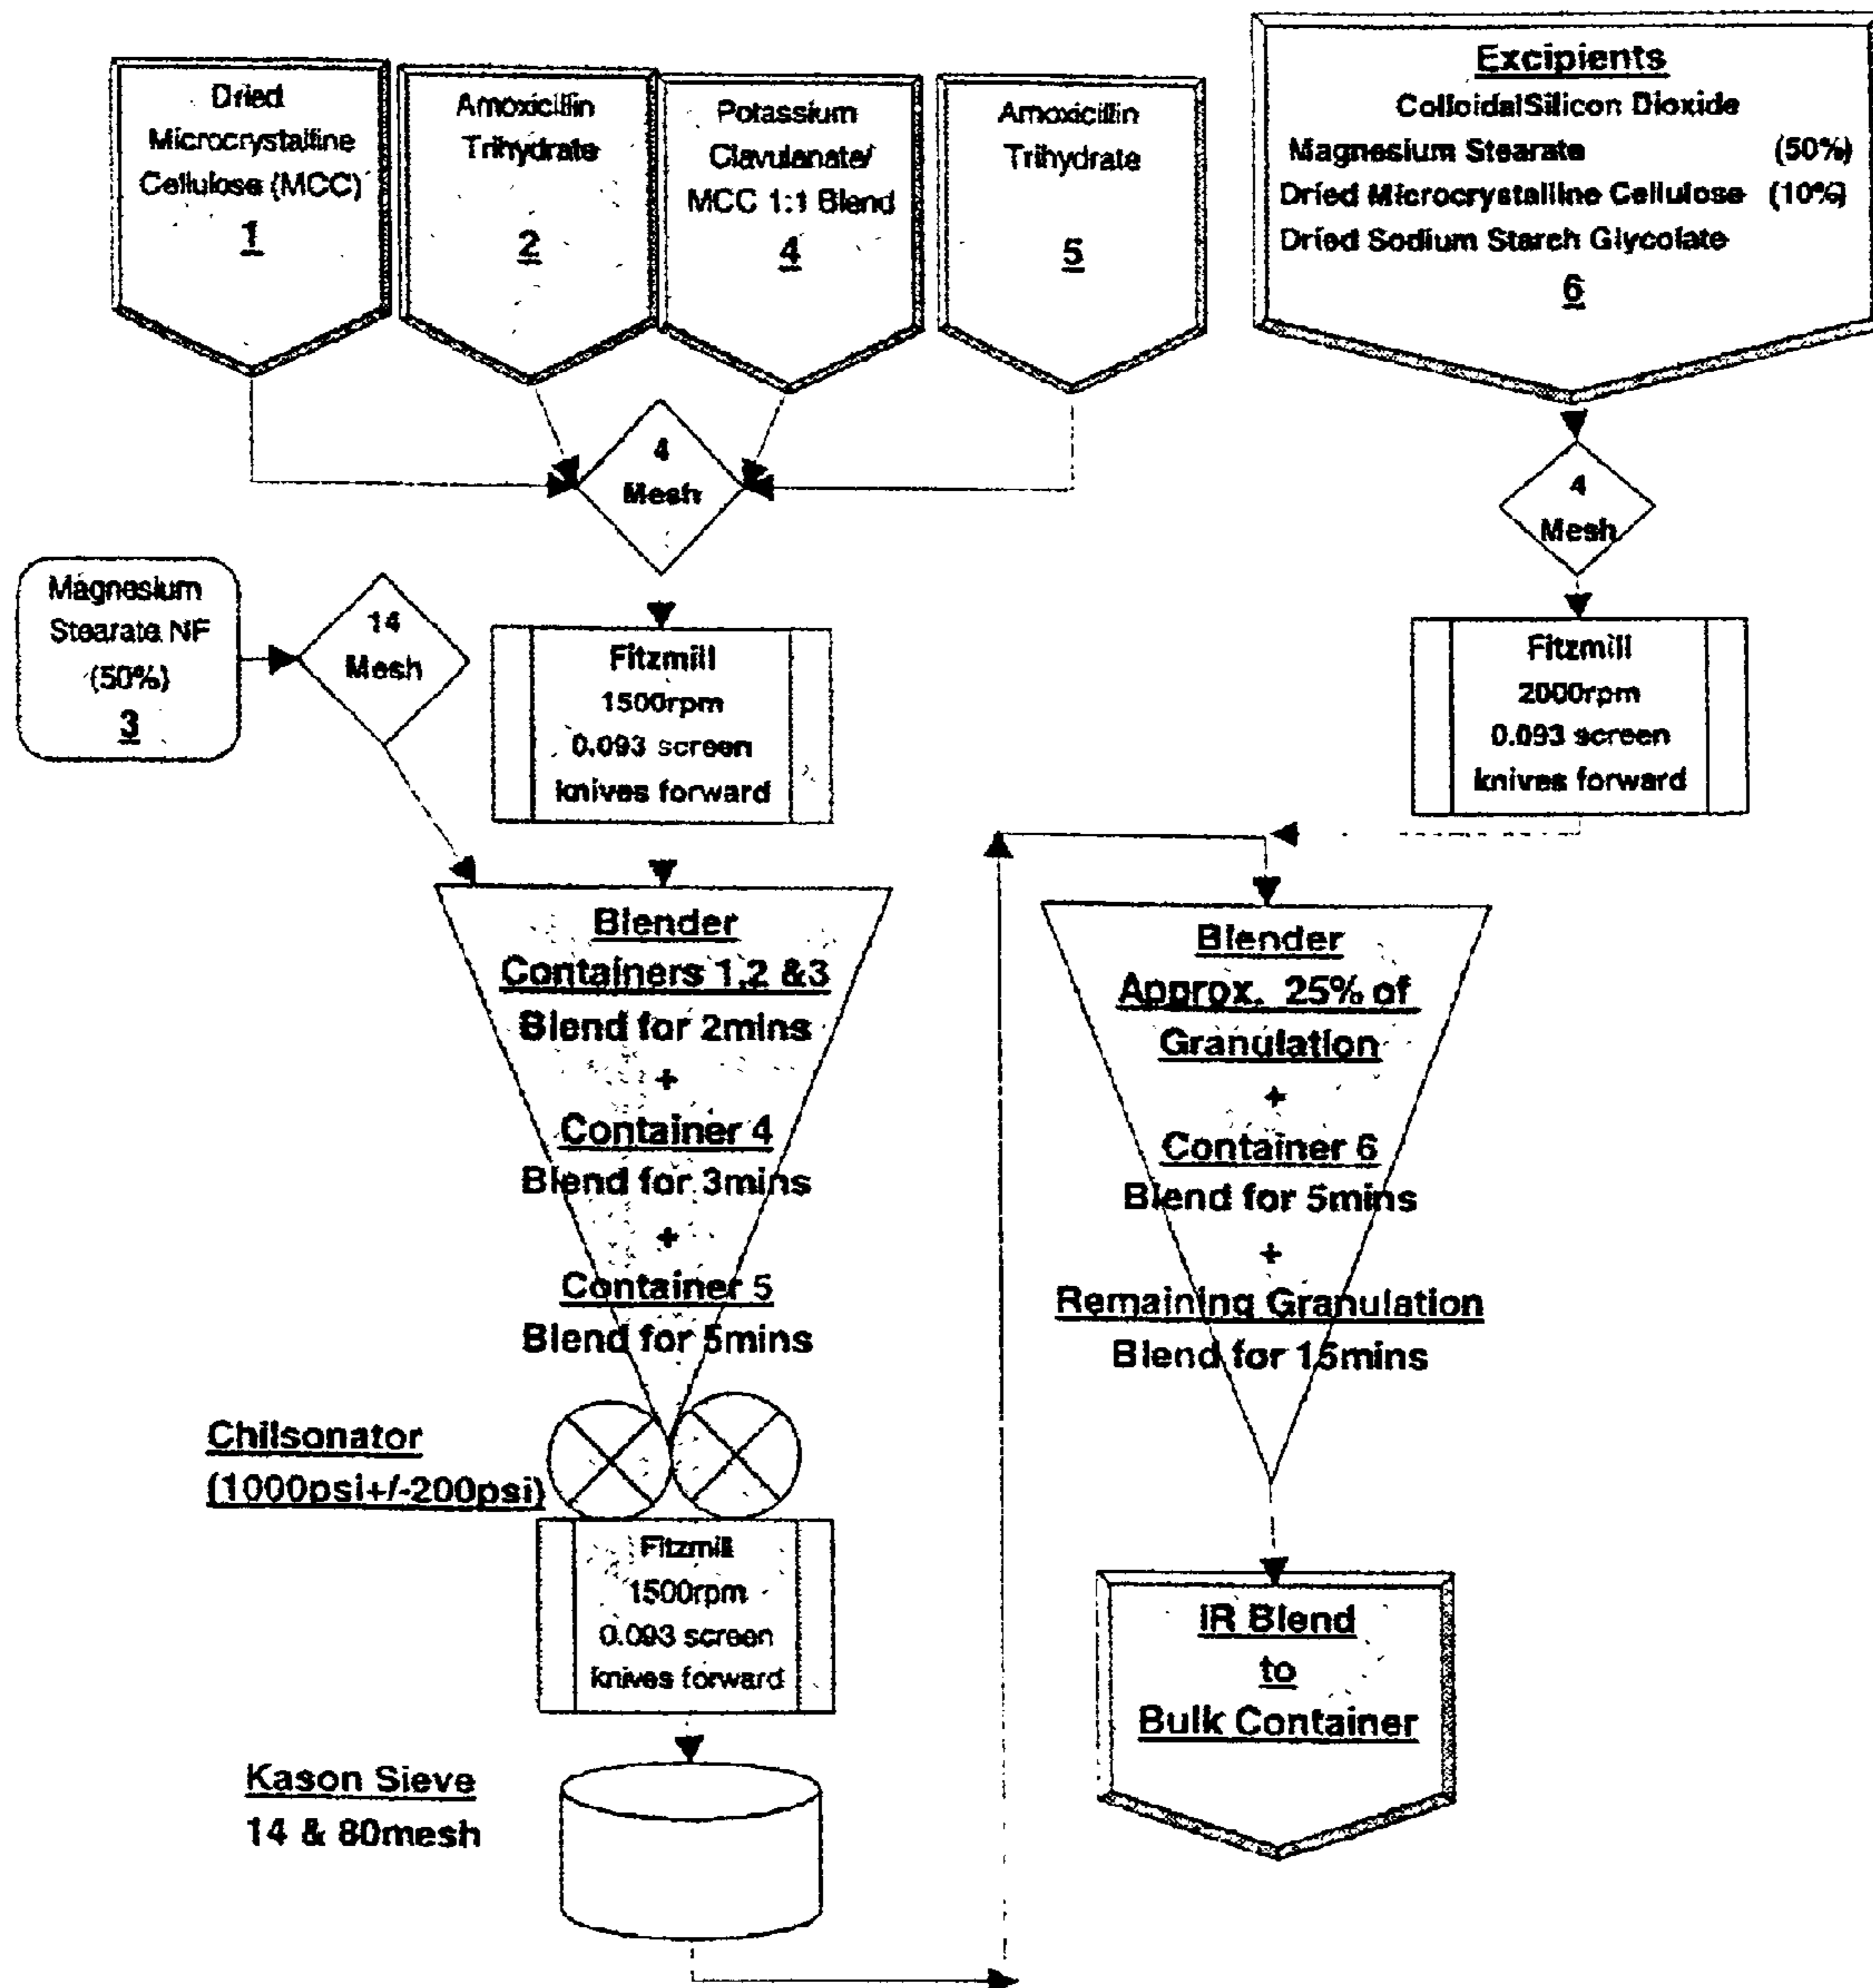 Dried
Microcrystalline
Cellulose (MCC)
1
Amoxicillin
Trihydrate
2
Potassium
Clavulanate/
MCC 1:1 Blend
4
Amoxicillin
Trihydrate
5
Excipients
Colloidal Silicon Dioxide
Magnesium Stearate (50%)
Dried Microcrystalline Cellulose (10%)
Dried Sodium Starch Glycolate
6
4
Mesh
4
Mesh
Magnesium
Stearate NF
(50%)
3
14
Mesh
Fitzmill
1500rpm
0.093 screen
knives forward
Fitzmill
2000rpm
0.093 screen
knives forward
Blender
Containers 1,2 &3
Blend for 2mins
+
Container 4
Blend for 3mins
+
Container 5
Blend for 5mins
Chilsonator
(1000psi+/-200psi)
Fitzmill
1500rpm
0.093 screen
knives forward
Kason Sieve
14 & 80mesh
Blender
Approx. 25% of
Granulation
+
Container 6
Blend for 5mins
+
Remaining Granulation
Blend for 15mins
IR Blend
to
Bulk Container